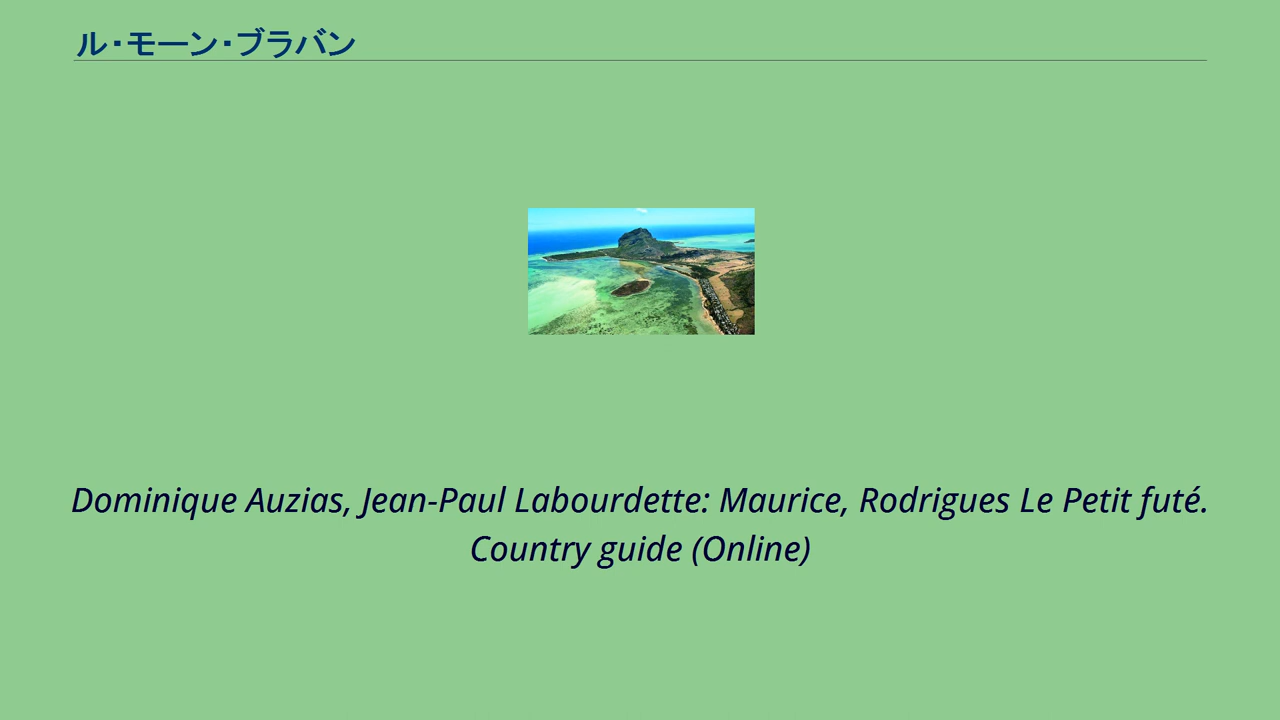 ル・モーン・ブラバン
Dominique Auzias, Jean-Paul Labourdette: Maurice, Rodrigues Le Petit futé.
Country guide (Online)